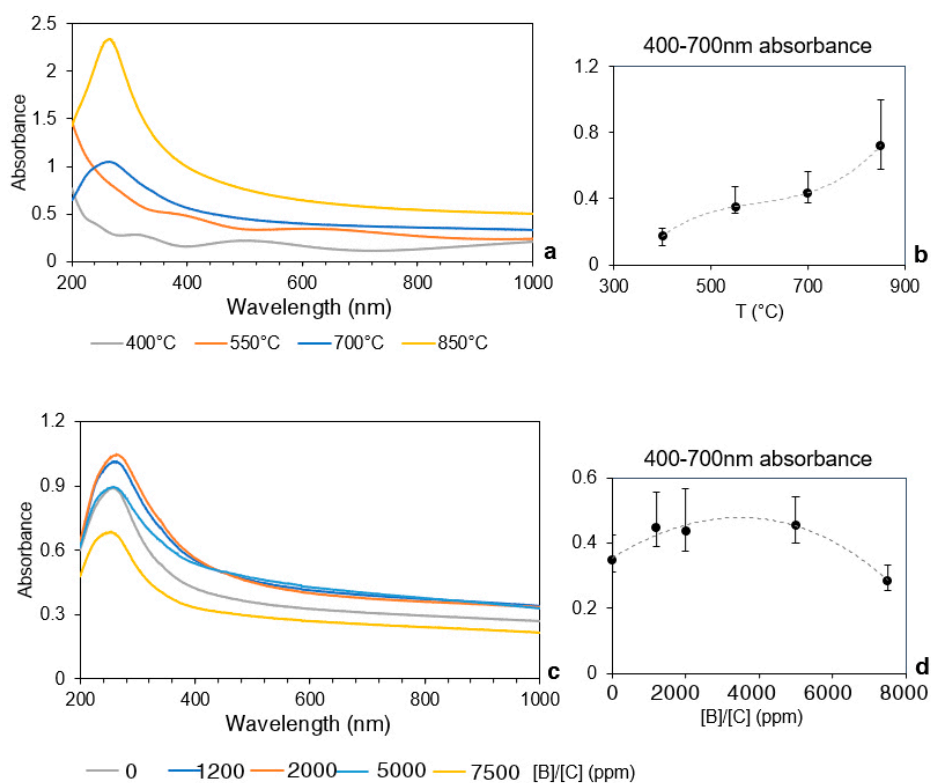 2.5
2
1.5
1
0.5
0
Absorbance
200 400 600 800 1000
Wavelength (nm)
a
400°C 550°C 700°C 850°C
400-700nm absorbance
1.2
0.8
0.4
0
300 500 700 900
T (°C)
b
1.2
0.9
0.6
0.3
0
Absorbance
200 400 600 800 1000
Wavelength (nm)
c
0 1200 2000 5000 7500 [B]/[C] (ppm)
400-700nm absorbance
0.6
0.4
0.2
0
0 2000 4000 6000 8000
[B]/[C] (ppm)
d